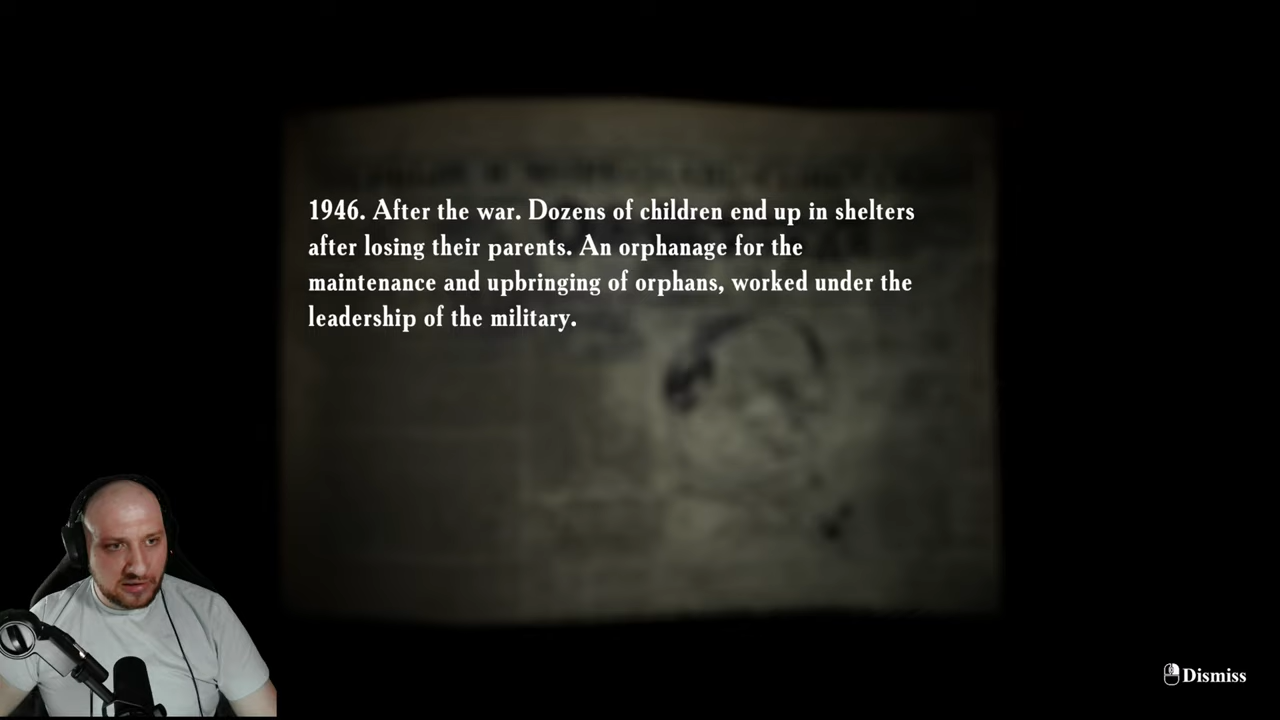 1946. After the war. Dozens of children end up in shelters
after losing their parents. An orphanage for the
maintenance and upbringing of orphans, worked under the
leadership of the military.
Dismiss